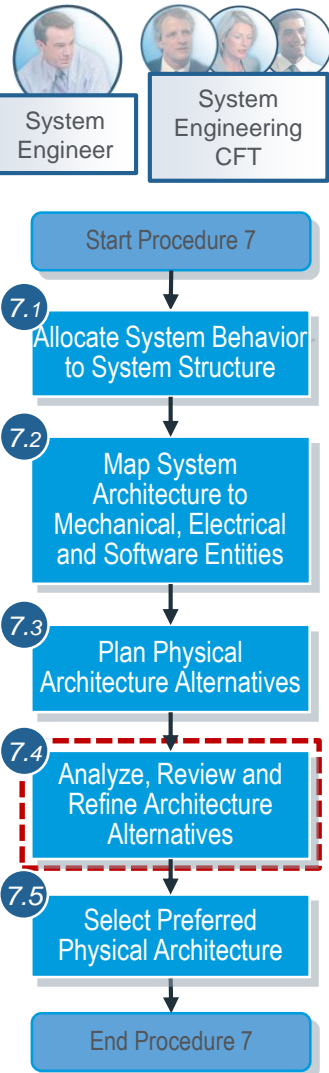 System
Engineer
System
Engineering
CFT
Start Procedure 7
7.1
Allocate System Behavior
to System Structure
7.2
Map System
Architecture to
Mechanical, Electrical
and Software Entities
7.3
Plan Physical
Architecture Alternatives
7.4
Analyze, Review and
Refine Architecture
Alternatives
7.5
Select Preferred
Physical Architecture
End Procedure 7